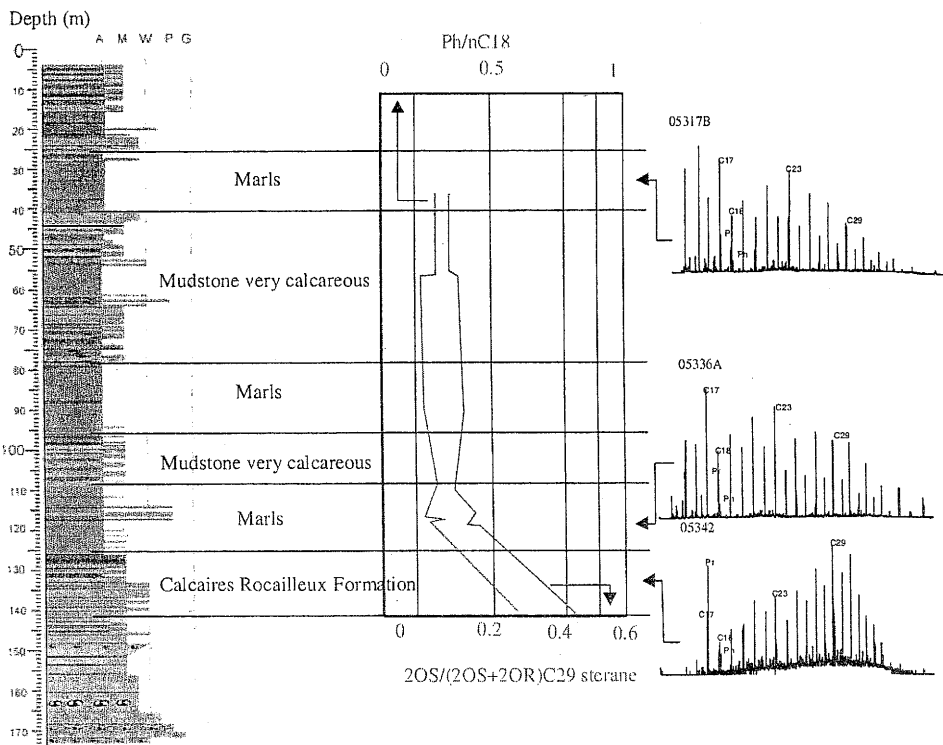 Depth (m)
A M W P G
0
10
20
30
40
50
60
70
80
90
100
110
120
130
140
150
160
170
Ph/nC18
0 0.5 1
Marls
Mudstone very calcareous
Marls
Mudstone very calcareous
Marls
Calcaires Rocailleux Formation
0 0.2 0.4 0.6
2OS/(2OS+2OR)C29 sterane
05317B
C17
C23
C18
C29
05336A
C17
C23
C18
C29
05342
C29
C23
C17
C18